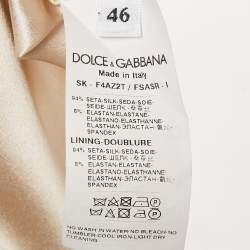 46
DOLCE & GABBANA
Made in Italy
SK - F4AZ2T / FSASR - I
94% SETA-SILK-SEDA-SOIE-
SEIDE-ШЕЛК-
6% ELASTAN-ELASTANE-
ELASTANO-ELASTHANNE-
ELASTHAN-ЭЛАСТАН-
SPANDEX
LINING-DOUBLURE
94% SETA-SILK-SEDA-SOIE-
SEIDE-ШЕЛК-
6% ELASTAN-ELASTANE-
ELASTANO-ELASTHANNE-
ELASTHAN-ЭЛАСТАН-
SPANDEX
NO WASH IN WATER-NO BLEACH-NO
TUMBLER-COOL IRON-LIGHT DRY
CLEANING